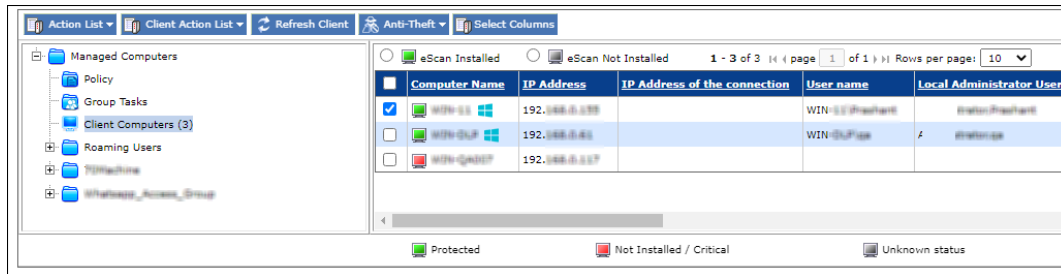 Action List Client Action List Refresh Client Anti-Theft Select Columns
Managed Computers
Policy
Group Tasks
Client Computers (3)
Roaming Users
eScan Installed eScan Not Installed 1 - 3 of 3 page 1 of 1 Rows per page: 10
Computer Name IP Address IP Address of the connection User name Local Administrator User
192. WIN-
192. WIN- A
192.
Protected Not Installed / Critical Unknown status